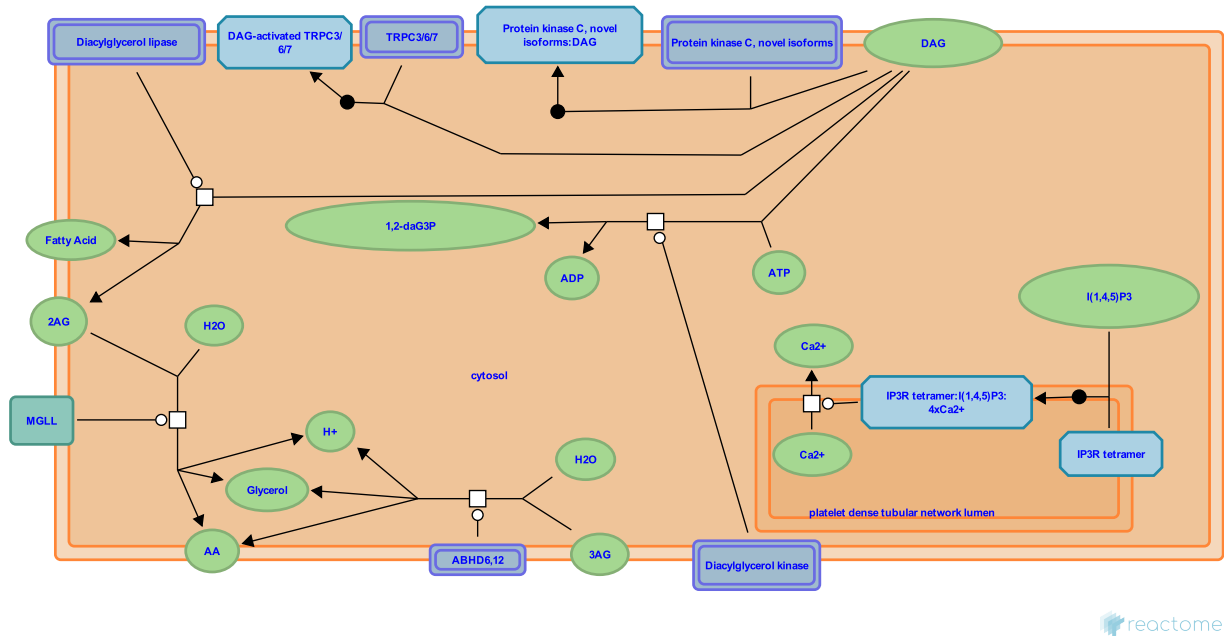 Diacylglycerol lipase
DAG-activated TRPC3/
6/7
TRPC3/6/7
Protein kinase C, novel
isoforms:DAG
Protein kinase C, novel isoforms
DAG
1,2-daG3P
Fatty Acid
ADP
ATP
I(1,4,5)P3
2AG
H2O
Ca2+
cytosol
IP3R tetramer:I(1,4,5)P3:
4xCa2+
MGLL
H+
Ca2+
IP3R tetramer
H2O
Glycerol
platelet dense tubular network lumen
AA
ABHD6,12
3AG
Diacylglycerol kinase
reactome